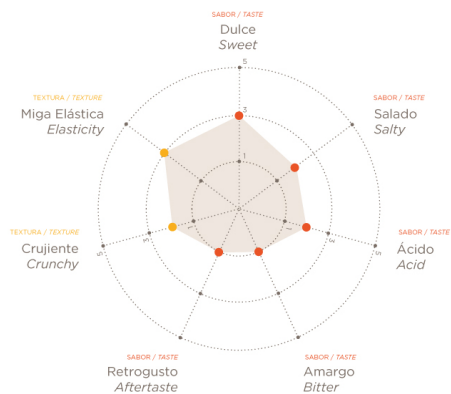 SABOR / TASTE
Dulce
Sweet
5
TEXTURA / TEXTURE
Miga Elástica
Elasticity
SABOR / TASTE
Salado
Salty
3
1
TEXTURA / TEXTURE
Crujiente
Crunchy
5
3
1
1
3
5
SABOR / TASTE
Ácido
Acid
SABOR / TASTE
Retrogusto
Aftertaste
SABOR / TASTE
Amargo
Bitter